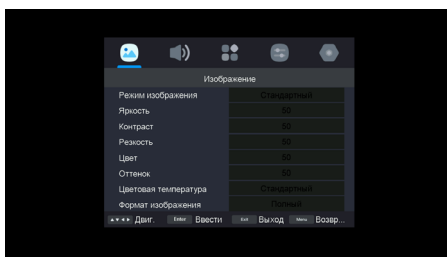 Изображение
Режим изображения Стандартный
Яркость 50
Контраст 50
Резкость 50
Цвет 50
Оттенок 50
Цветовая температура Стандартный
Формат изображения Полный
Двиг. Enter Ввести Exit Выход Menu Возвр...